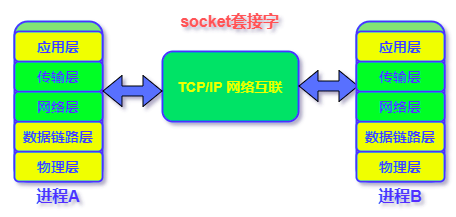 socket套接字
应用层
传输层
网络层
数据链路层
物理层
进程A
TCP/IP 网络互联
应用层
传输层
网络层
数据链路层
物理层
进程B